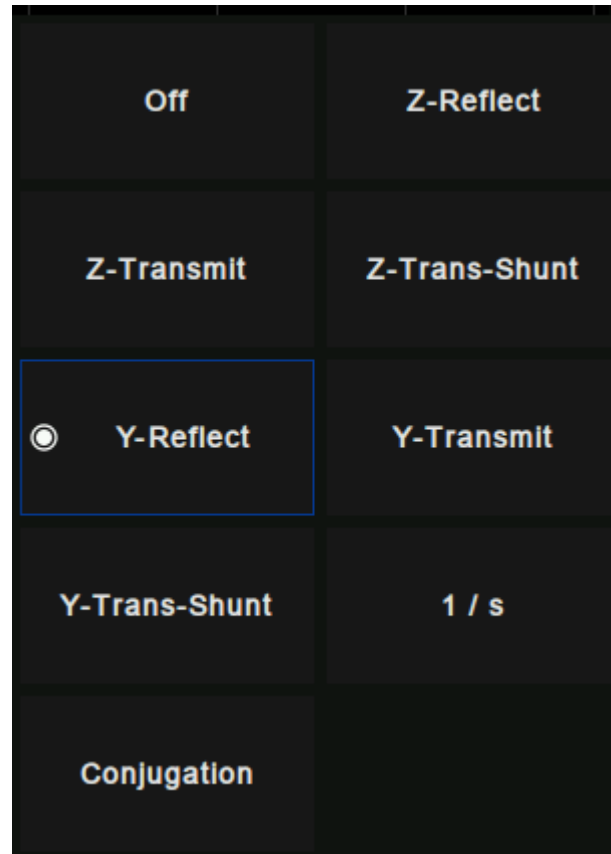 Off
Z-Reflect
Z-Transmit
Z-Trans-Shunt
Y-Reflect
Y-Transmit
Y-Trans-Shunt
1 / s
Conjugation